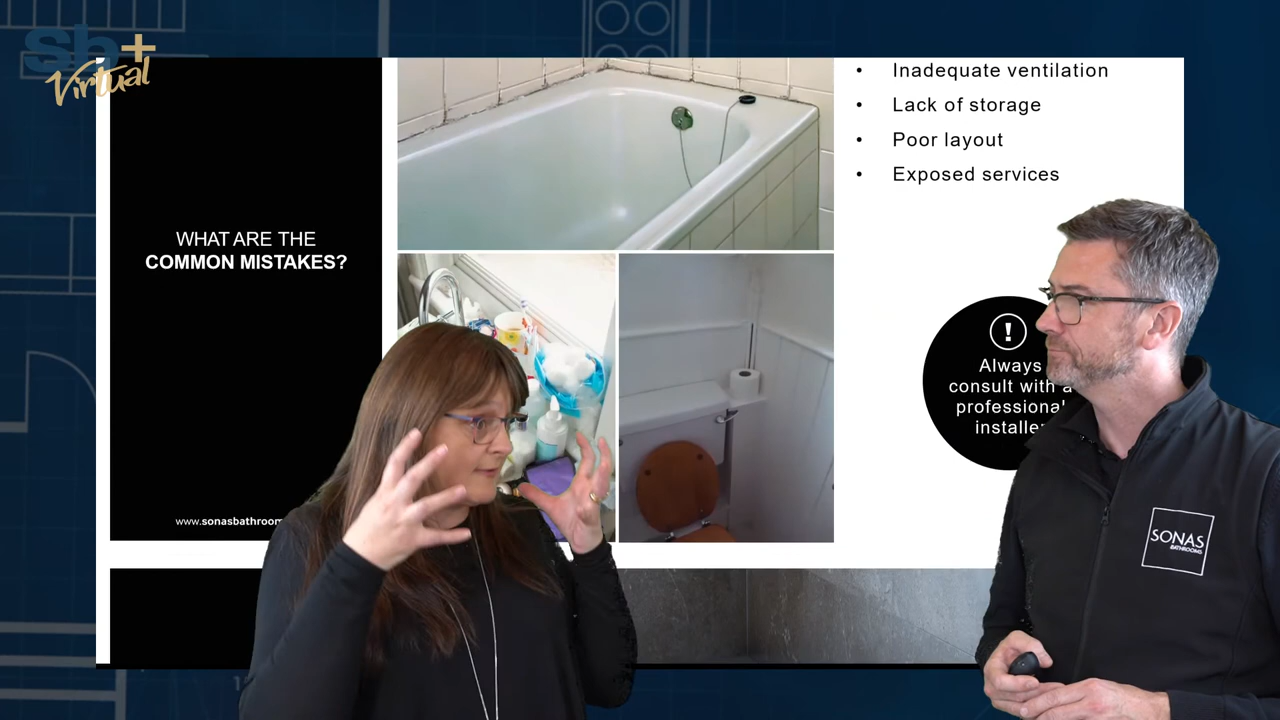 Sb+
Virtual
WHAT ARE THE
COMMON MISTAKES?
www.sonasbathroom
• Inadequate ventilation
• Lack of storage
• Poor layout
• Exposed services
!
Always
consult with a
professional
installer
SONAS
BATHROOMS